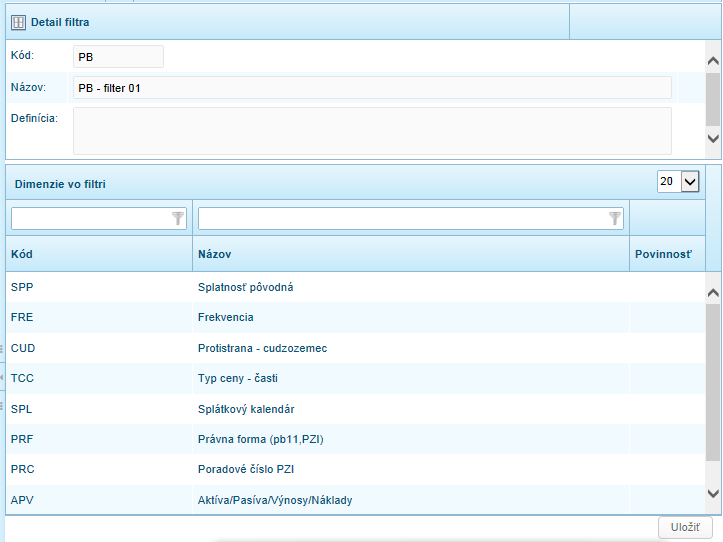 Detail filtra
Kód: PB
Názov: PB - filter 01
Definícia:
Dimenzie vo filtri 20
Kód Názov Povinnosť
SPP Splatnosť pôvodná
FRE Frekvencia
CUD Protistrana - cudzozemec
TCC Typ ceny - časti
SPL Splátkový kalendár
PRF Právna forma (pb11,PZI)
PRC Poradové číslo PZI
APV Aktíva/Pasíva/Výnosy/Náklady
Uložiť